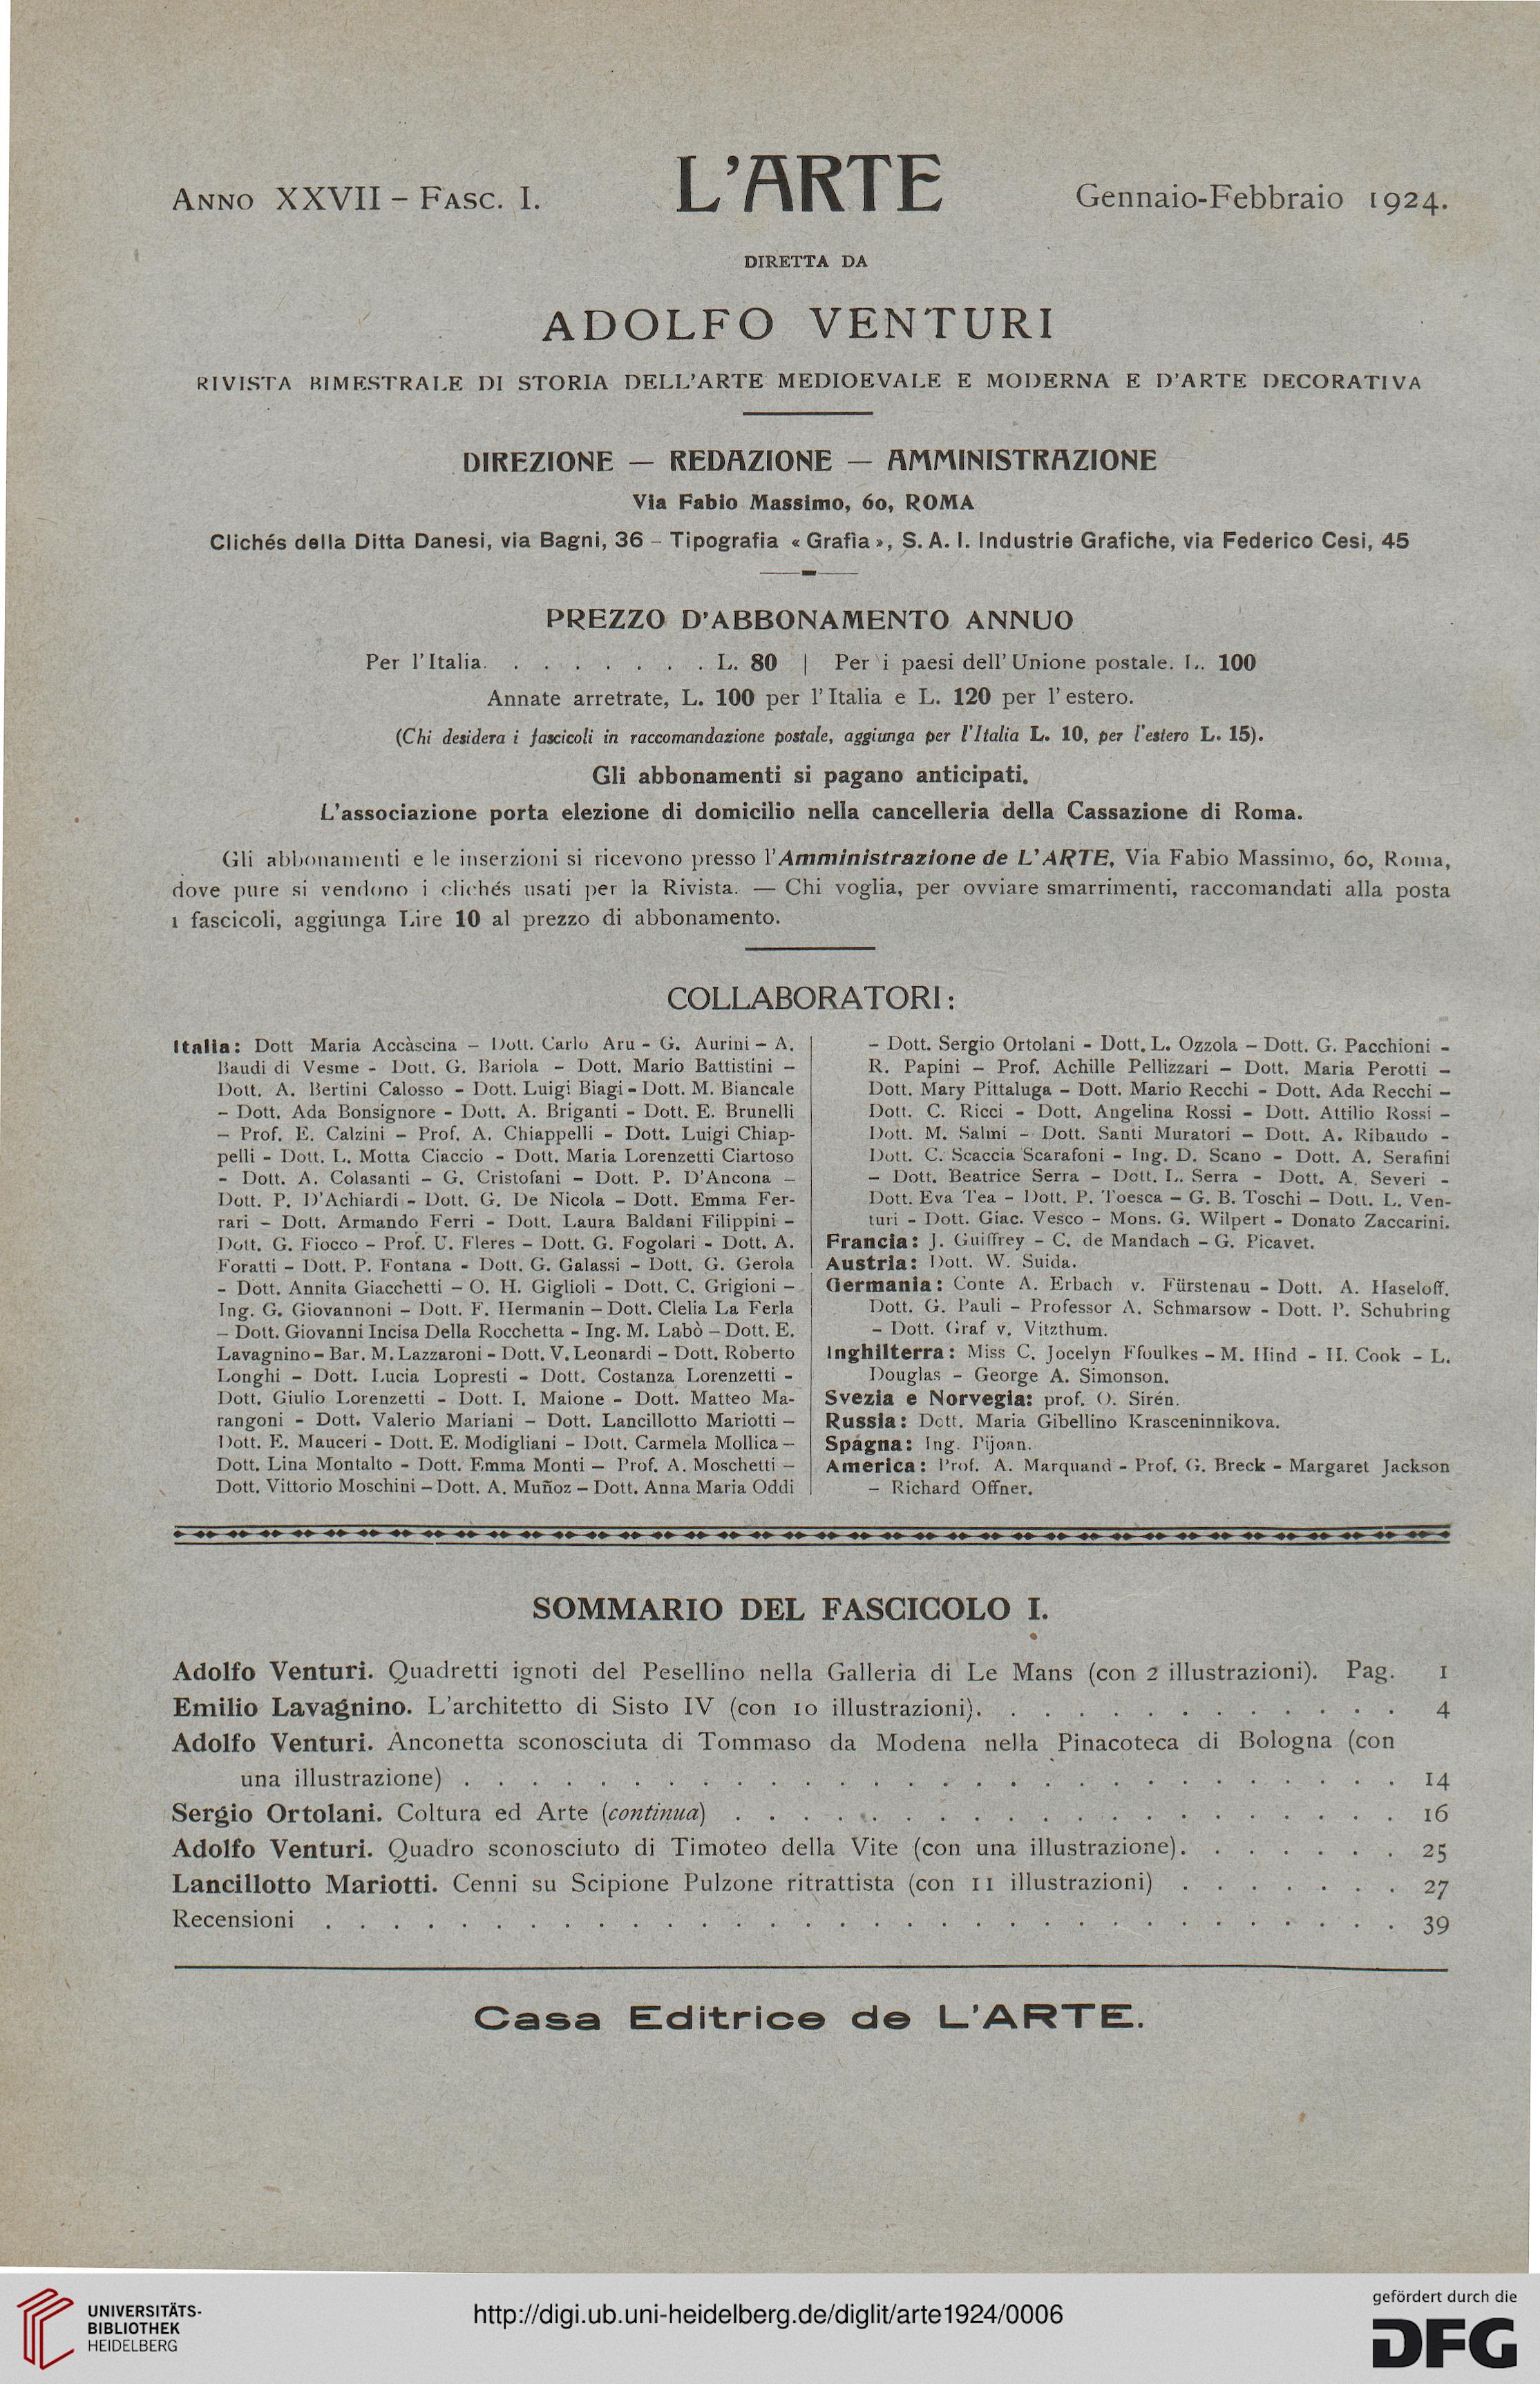 ANNO XXVII – FASC. I.
L'ARTE
Gennaio-Febbraio 1924.
DIRETTA DA
ADOLFO VENTURI
RIVISTA BIMESTRALE DI STORIA DELL'ARTE MEDIOEVALE E MODERNA E D'ARTE DECORATIVA
DIREZIONE — REDAZIONE — AMMINISTRAZIONE
Via Fabio Massimo, 60, ROMA
Clichés della Ditta Danesi, via Bagni, 36 – Tipografia « Grafia », S. A. I. Industrie Grafiche, via Federico Cesi, 45
PREZZO D'ABBONAMENTO ANNUO
Per l'Italia. . . . . . . . L. 80 | Per i paesi dell'Unione postale. L. 100
Annate arretrate, L. 100 per l'Italia e L. 120 per l'estero.
(Chi desidera i fascicoli in raccomandazione postale, aggiunga per l'Italia L. 10, per l'estero L. 15).
Gli abbonamenti si pagano anticipati.
L'associazione porta elezione di domicilio nella cancelleria della Cassazione di Roma.
Gli abbonamenti e le inserzioni si ricevono presso l'Amministrazione de L'ARTE, Via Fabio Massimo, 60, Roma,
dove pure si vendono i clichés usati per la Rivista. — Chi voglia, per ovviare smarrimenti, raccomandati alla posta
i fascicoli, aggiunga Lire 10 al prezzo di abbonamento.
COLLABORATORI:
Italia: Dott Maria Accàscina – Dott. Carlo Aru - G. Aurini – A.
Baudi di Vesme - Dott. G. Bariola – Dott. Mario Battistini –
Dott. A. Bertini Calosso - Dott. Luigi Biagi - Dott. M. Biancale
– Dott. Ada Bonsignore - Dott. A. Briganti - Dott. E. Brunelli
– Prof. E. Calzini – Prof. A. Chiappelli - Dott. Luigi Chiap-
pelli - Dott. L. Motta Ciaccio - Dott. Maria Lorenzetti Ciartoso
- Dott. A. Colasanti – G. Cristofani – Dott. P. D'Ancona –
Dott. P. D'Achiardi - Dott. G. De Nicola – Dott. Emma Fer-
rari – Dott. Armando Ferri - Dott. Laura Baldani Filippini –
Dott. G. Fiocco – Prof. U. Fleres – Dott. G. Fogolari - Dott. A.
Foratti – Dott. P. Fontana - Dott. G. Galassi – Dott. G. Gerola
- Dott. Annita Giacchetti – O. H. Giglioli - Dott. C. Grigioni –
Ing. G. Giovannoni – Dott. F. Hermanin – Dott. Clelia La Ferla
– Dott. Giovanni Incisa Della Rocchetta - Ing. M. Labò – Dott. E.
Lavagnino – Bar. M. Lazzaroni - Dott. V. Leonardi – Dott. Roberto
Longhi – Dott. Lucia Lopresti – Dott. Costanza Lorenzetti -
Dott. Giulio Lorenzetti - Dott. I. Maione - Dott. Matteo Ma-
rangoni - Dott. Valerio Mariani – Dott. Lancillotto Mariotti –
Dott. E. Mauceri - Dott. E. Modigliani – Dott. Carmela Mollica –
Dott. Lina Montalto - Dott. Emma Monti – Prof. A. Moschetti –
Dott. Vittorio Moschini – Dott. A. Muñoz – Dott. Anna Maria Oddi
- Dott. Sergio Ortolani - Dott. L. Ozzola – Dott. G. Pacchioni -
R. Papini – Prof. Achille Pellizzari – Dott. Maria Perotti –
Dott. Mary Pittaluga - Dott. Mario Recchi - Dott. Ada Recchi –
Dott. C. Ricci - Dott. Angelina Rossi – Dott. Attilio Rossi –
Dott. M. Salmi – Dott. Santi Muratori – Dott. A. Ribaudo -
Dott. C. Scaccia Scarafoni - Ing. D. Scano - Dott. A. Serafini
– Dott. Beatrice Serra – Dott. L. Serra - Dott. A. Severi -
Dott. Eva Tea - Dott. P. Toesca – G. B. Toschi – Dott. L. Ven-
turi - Dott. Giac. Vesco - Mons. G. Wilpert - Donato Zaccarini.
Francia: J. Guiffrey – C. de Mandach – G. Picavet.
Austria: Dott. W. Suida.
Germania: Conte A. Erbach v. Fürstenau - Dott. A. Haseloff.
Dott. G. Pauli – Professor A. Schmarsow - Dott. P. Schubring
– Dott. Graf v. Vitzthum.
Inghilterra: Miss C. Jocelyn Ffoulkes – M. Hind - H. Cook - L.
Douglas - George A. Simonson.
Svezia e Norvegia: prof. O. Sirén.
Russia: Dott. Maria Gibellino Krasceninnikova.
Spagna: Ing. Pijoan.
America: Prof. A. Marquand - Prof. G. Breck - Margaret Jackson
– Richard Offner.
SOMMARIO DEL FASCICOLO I.
Adolfo Venturi. Quadretti ignoti del Pesellino nella Galleria di Le Mans (con 2 illustrazioni). Pag. 1
Emilio Lavagnino. L'architetto di Sisto IV (con 10 illustrazioni). . . . . . . . . . . . . . 4
Adolfo Venturi. Anconetta sconosciuta di Tommaso da Modena nella Pinacoteca di Bologna (con
una illustrazione) . . . . . . . . . . . . . . . . . . . . . . . . . . . . 14
Sergio Ortolani. Coltura ed Arte (continua) . . . . . . . . . . . . . . . . . . . . 16
Adolfo Venturi. Quadro sconosciuto di Timoteo della Vite (con una illustrazione). . . . . . . 25
Lancillotto Mariotti. Cenni su Scipione Pulzone ritrattista (con 11 illustrazioni) . . . . . . . 27
Recensioni . . . . . . . . . . . . . . . . . . . . . . . . . . . . . . . . 39
Casa Editrice de L'ARTE.
UNIVERSITÄTS-
BIBLIOTHEK
HEIDELBERG
http://digi.ub.uni-heidelberg.de/diglit/arte1924/0006
gefördert durch die
DFG